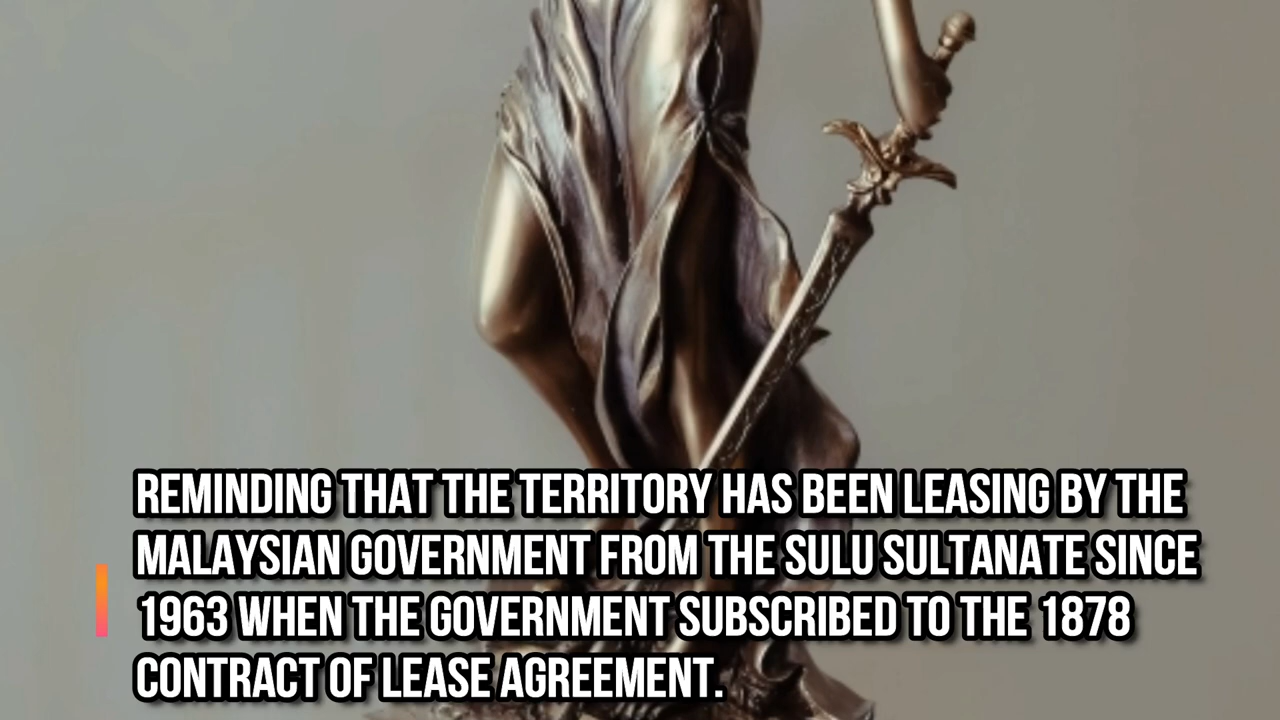 REMINDING THAT THE TERRITORY HAS BEEN LEASING BY THE
MALAYSIAN GOVERNMENT FROM THE SULU SULTANATE SINCE
1963 WHEN THE GOVERNMENT SUBSCRIBED TO THE 1878
CONTRACT OF LEASE AGREEMENT.